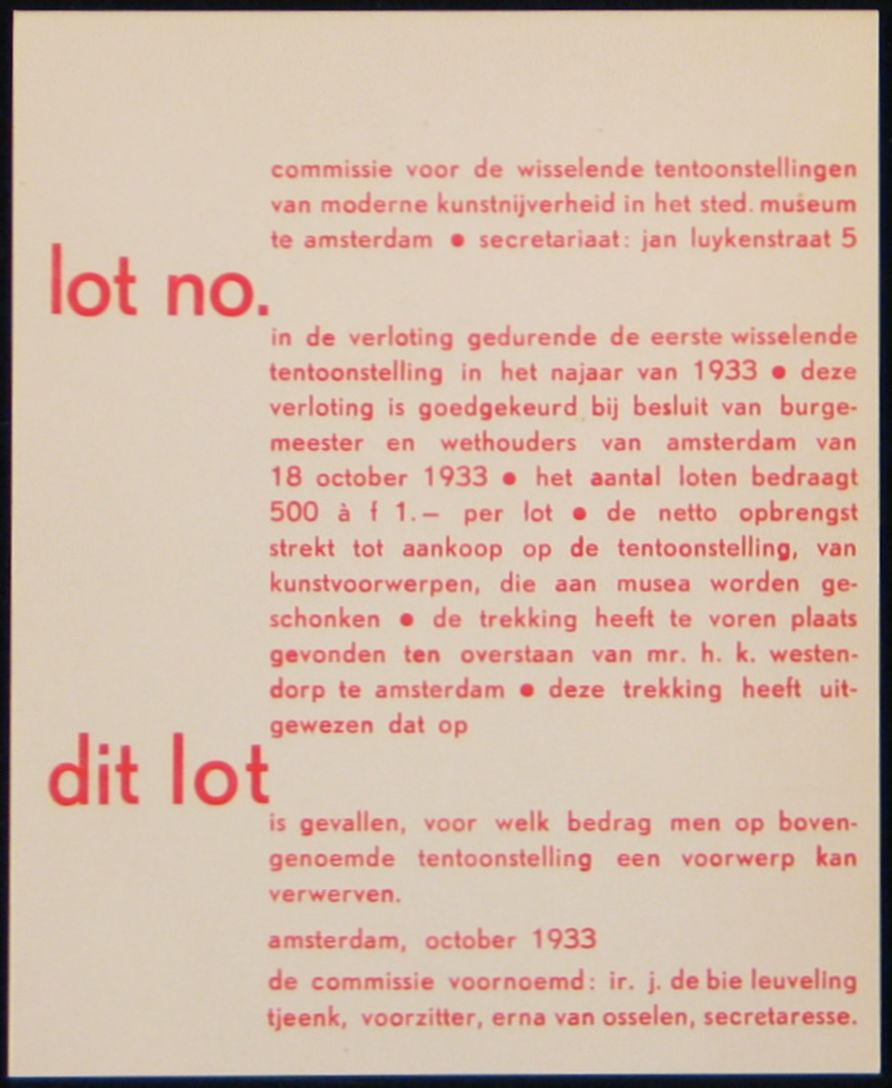 commissie voor de wisselende tentoonstellingen
van moderne kunstnijverheid in het sted. museum
te amsterdam ● secretariaat: jan luykenstraat 5
lot no.
in de verloting gedurende de eerste wisselende
tentoonstelling in het najaar van 1933 ● deze
verloting is goedgekeurd bij besluit van burge-
meester en wethouders van amsterdam van
18 october 1933 ● het aantal loten bedraagt
500 à f 1.— per lot ● de netto opbrengst
strekt tot aankoop op de tentoonstelling, van
kunstvoorwerpen, die aan musea worden ge-
schonken ● de trekking heeft te voren plaats
gevonden ten overstaan van mr. h. k. westen-
dorp te amsterdam ● deze trekking heeft uit-
gewezen dat op
dit lot
is gevallen, voor welk bedrag men op boven-
genoemde tentoonstelling een voorwerp kan
verwerven.
amsterdam, october 1933
de commissie voornoemd: ir. j. de bie leuveling
tjeenk, voorzitter, erna van osselen, secretaresse.